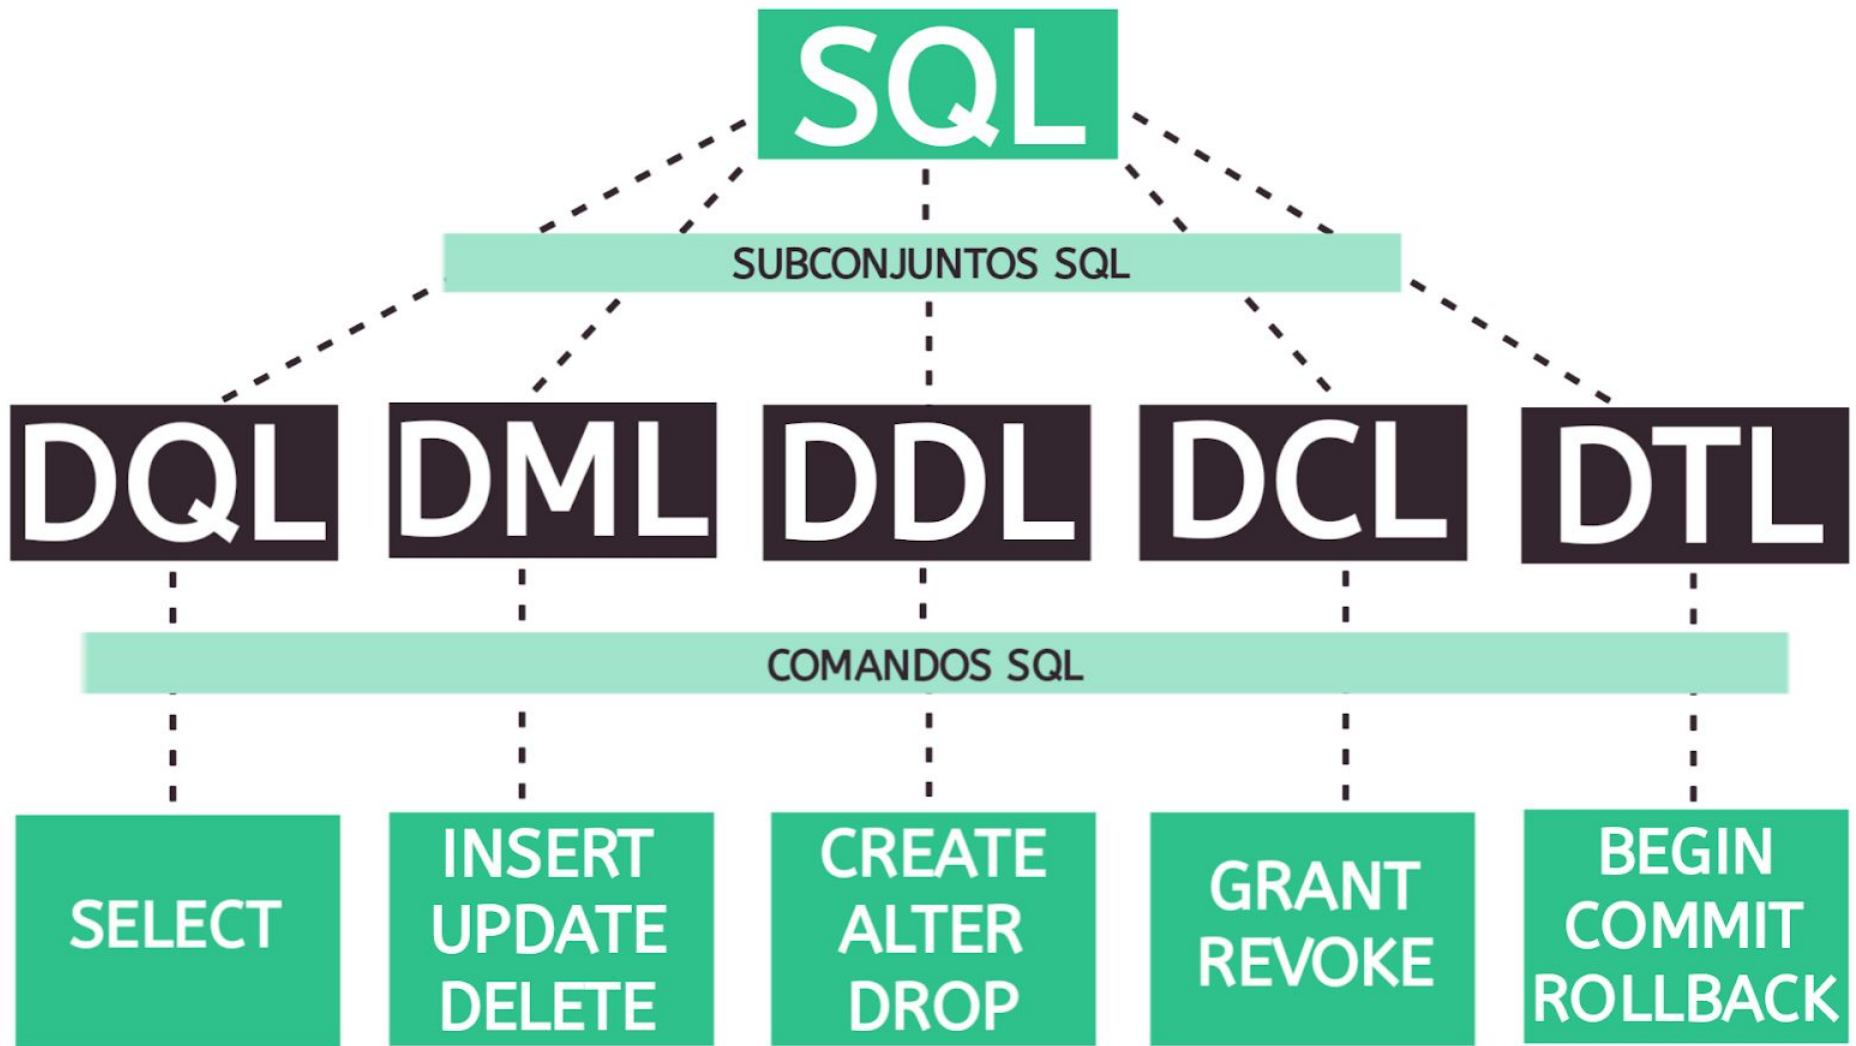 SQL
SUBCONJUNTOS SQL
DQL
DML
DDL
DCL
DTL
COMANDOS SQL
SELECT
INSERT
UPDATE
DELETE
CREATE
ALTER
DROP
GRANT
REVOKE
BEGIN
COMMIT
ROLLBACK